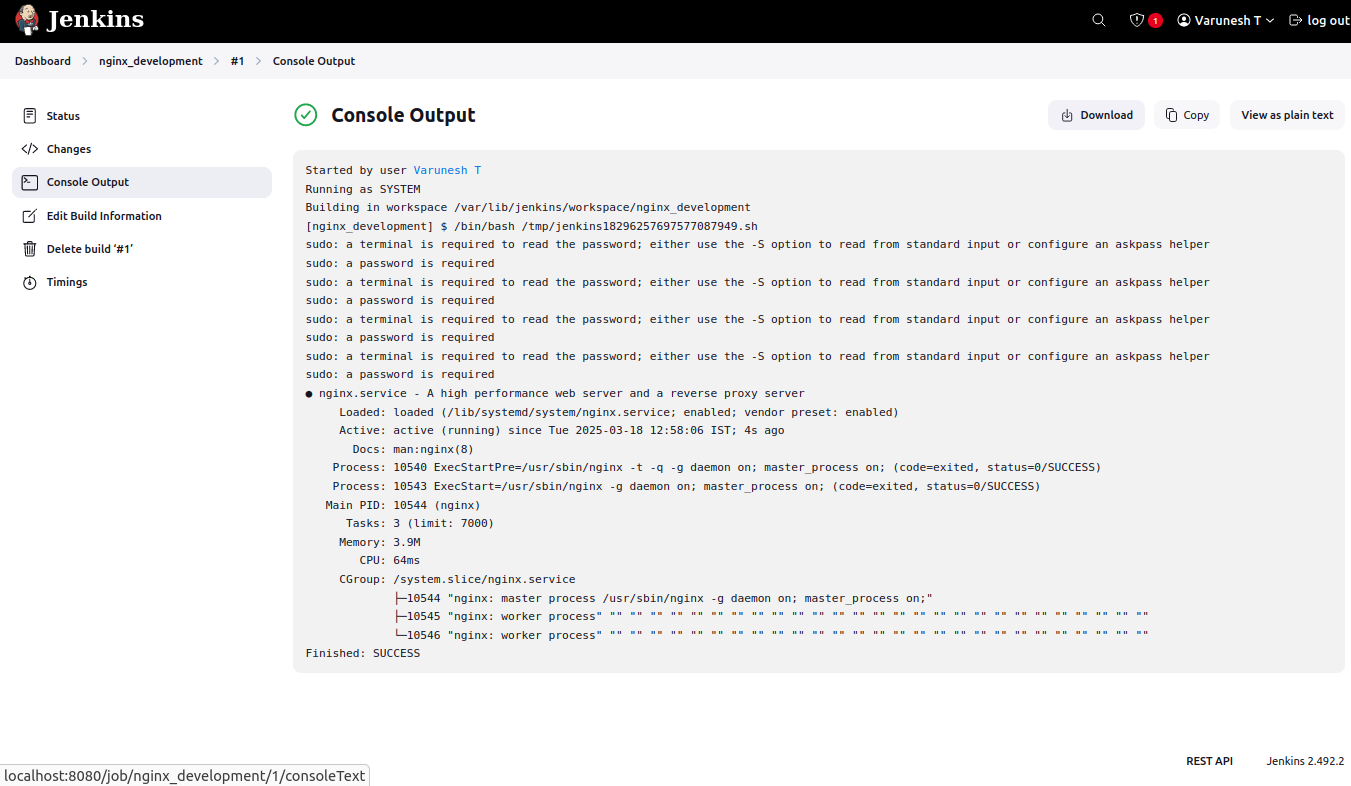 Jenkins
1
Varunesh T
log out
Dashboard > nginx_development > #1 > Console Output
Status
Changes
Console Output
Edit Build Information
Delete build ‘#1’
Timings
Console Output
Download
Copy
View as plain text
Started by user Varunesh T
Running as SYSTEM
Building in workspace /var/lib/jenkins/workspace/nginx_development
[nginx_development] $ /bin/bash /tmp/jenkins18296257697577087949.sh
sudo: a terminal is required to read the password; either use the -S option to read from standard input or configure an askpass helper
sudo: a password is required
sudo: a terminal is required to read the password; either use the -S option to read from standard input or configure an askpass helper
sudo: a password is required
sudo: a terminal is required to read the password; either use the -S option to read from standard input or configure an askpass helper
sudo: a password is required
sudo: a terminal is required to read the password; either use the -S option to read from standard input or configure an askpass helper
sudo: a password is required
● nginx.service - A high performance web server and a reverse proxy server
Loaded: loaded (/lib/systemd/system/nginx.service; enabled; vendor preset: enabled)
Active: active (running) since Tue 2025-03-18 12:58:06 IST; 4s ago
Docs: man:nginx(8)
Process: 10540 ExecStartPre=/usr/sbin/nginx -t -q -g daemon on; master_process on; (code=exited, status=0/SUCCESS)
Process: 10543 ExecStart=/usr/sbin/nginx -g daemon on; master_process on; (code=exited, status=0/SUCCESS)
Main PID: 10544 (nginx)
Tasks: 3 (limit: 7000)
Memory: 3.9M
CPU: 64ms
CGroup: /system.slice/nginx.service
├─10544 "nginx: master process /usr/sbin/nginx -g daemon on; master_process on;"
├─10545 "nginx: worker process" "" "" "" "" "" "" "" "" "" "" "" "" "" "" "" "" "" "" "" "" "" "" "" "" "" "" ""
└─10546 "nginx: worker process" "" "" "" "" "" "" "" "" "" "" "" "" "" "" "" "" "" "" "" "" "" "" "" "" "" "" ""
Finished: SUCCESS
REST API
Jenkins 2.492.2
localhost:8080/job/nginx_development/1/consoleText